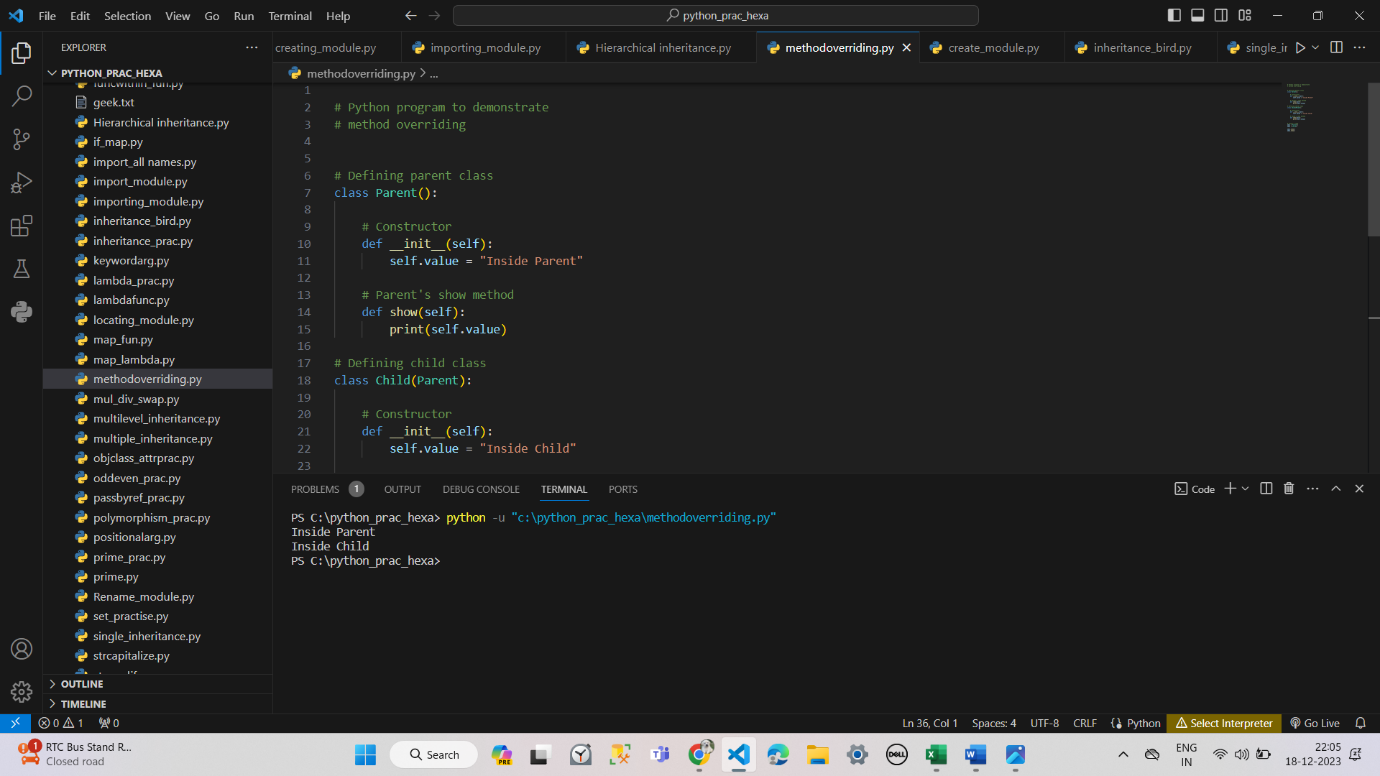 File Edit Selection View Go Run Terminal Help
python_prac_hexa
EXPLORER
creating_module.py importing_module.py Hierarchical inheritance.py methodoverriding.py create_module.py inheritance_bird.py single_ir
PYTHON_PRAC_HEXA
methodoverriding.py > ...
funcwithin_fun.py
geek.txt
Hierarchical inheritance.py
if_map.py
import_all names.py
import_module.py
importing_module.py
inheritance_bird.py
inheritance_prac.py
keywordarg.py
lambda_prac.py
lambdafunc.py
locating_module.py
map_fun.py
map_lambda.py
methodoverriding.py
mul_div_swap.py
multilevel_inheritance.py
multiple_inheritance.py
objclass_attrprac.py
oddeven_prac.py
passbyref_prac.py
polymorphism_prac.py
positionalarg.py
prime_prac.py
prime.py
Rename_module.py
set_practise.py
single_inheritance.py
strcapitalize.py
OUTLINE
TIMELINE
1
2 # Python program to demonstrate
3 # method overriding
4
5
6 # Defining parent class
7 class Parent():
8
9 # Constructor
10 def __init__(self):
11 self.value = "Inside Parent"
12
13 # Parent's show method
14 def show(self):
15 print(self.value)
16
17 # Defining child class
18 class Child(Parent):
19
20 # Constructor
21 def __init__(self):
22 self.value = "Inside Child"
23
PROBLEMS 1 OUTPUT DEBUG CONSOLE TERMINAL PORTS Code
PS C:\python_prac_hexa> python -u "c:\python_prac_hexa\methodoverriding.py"
Inside Parent
Inside Child
PS C:\python_prac_hexa>
0 1 0 Ln 36, Col 1 Spaces: 4 UTF-8 CRLF Python Select Interpreter Go Live
1 RTC Bus Stand R...
Closed road
Search
PRE
DELL
ENG
IN
22:05
18-12-2023